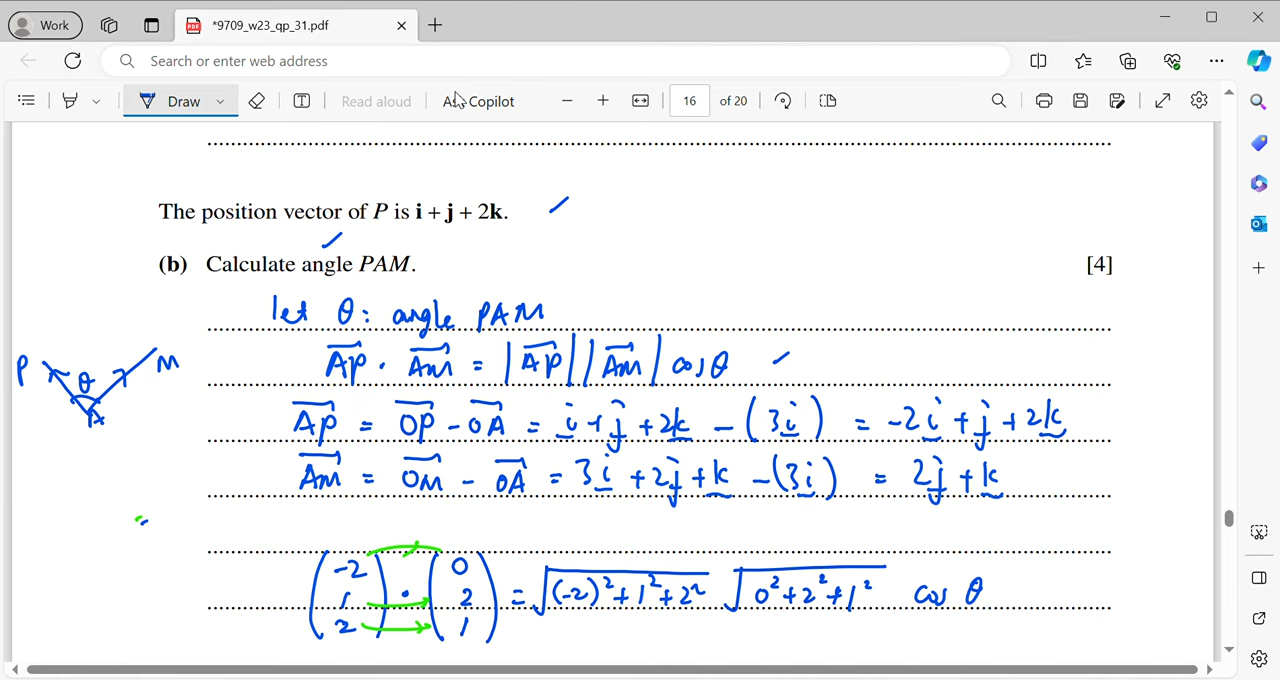 Work
*9709_w23_qp_31.pdf
Search or enter web address
Draw
Read aloud
Ask Copilot
16 of 20
The position vector of P is i + j + 2k.
(b) Calculate angle PAM. [4]
let θ: angle PAM
AP · AM = |AP| |AM| cos θ
P θ M
A
AP = OP - OA = i + j + 2k - (3i) = -2i + j + 2k
AM = OM - OA = 3i + 2j + k - (3i) = 2j + k
(-2 1 2) · (0 2 1) = √(-2)² + 1² + 2² √0² + 2² + 1² cos θ